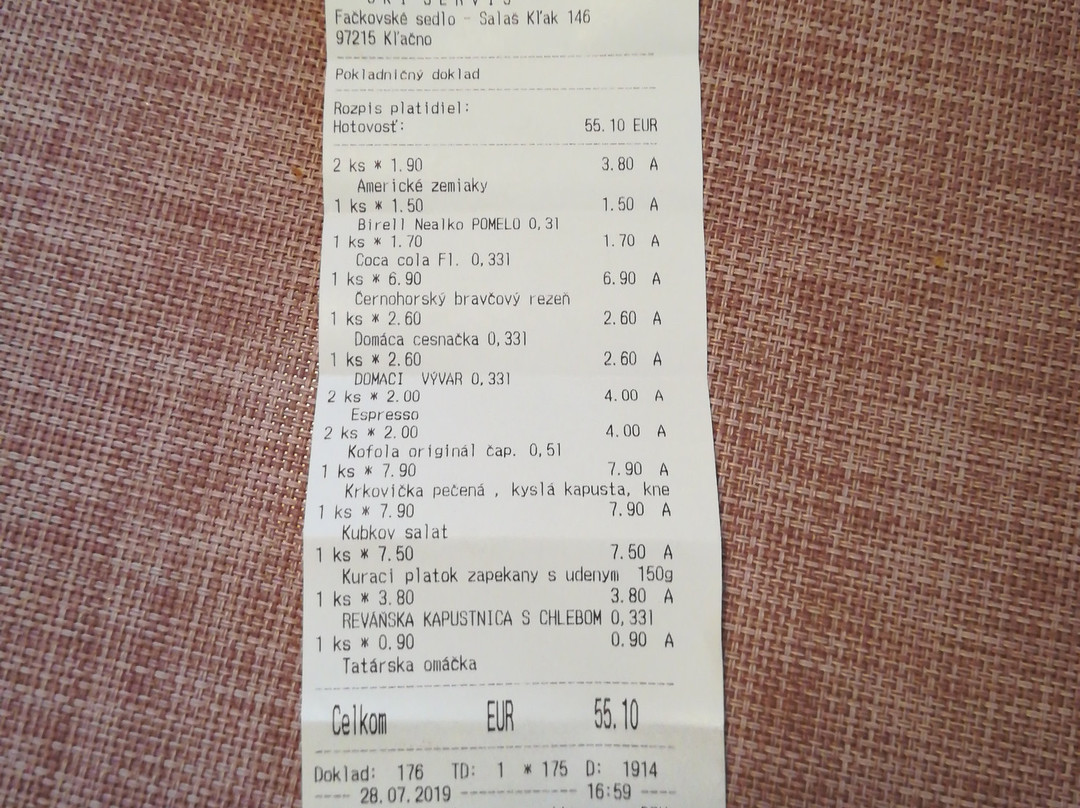 Fačkovské sedlo - Salaš Kľak 146
97215 Kľačno
Pokladničný doklad
Rozpis platidiel:
Hotovosť: 55.10 EUR
2 ks * 1.90 3.80 A
Americké zemiaky
1 ks * 1.50 1.50 A
Birell Nealko POMELO 0,3l
1 ks * 1.70 1.70 A
Coca cola Fl. 0,33l
1 ks * 6.90 6.90 A
Černohorský bravčový rezeň
1 ks * 2.60 2.60 A
Domáca cesnačka 0,33l
1 ks * 2.60 2.60 A
DOMACI VÝVAR 0,33l
2 ks * 2.00 4.00 A
Espresso
2 ks * 2.00 4.00 A
Kofola originál čap. 0,5l
1 ks * 7.90 7.90 A
Krkovička pečená , kyslá kapusta, kne
1 ks * 7.90 7.90 A
Kubkov salat
1 ks * 7.50 7.50 A
Kuraci platok zapekany s udenym 150g
1 ks * 3.80 3.80 A
REVÁŇSKA KAPUSTNICA S CHLEBOM 0,33l
1 ks * 0.90 0.90 A
Tatárska omáčka
Celkom EUR 55.10
Doklad: 176 TD: 1 * 175 D: 1914
---- 28.07.2019 ------------- 16:59 ----